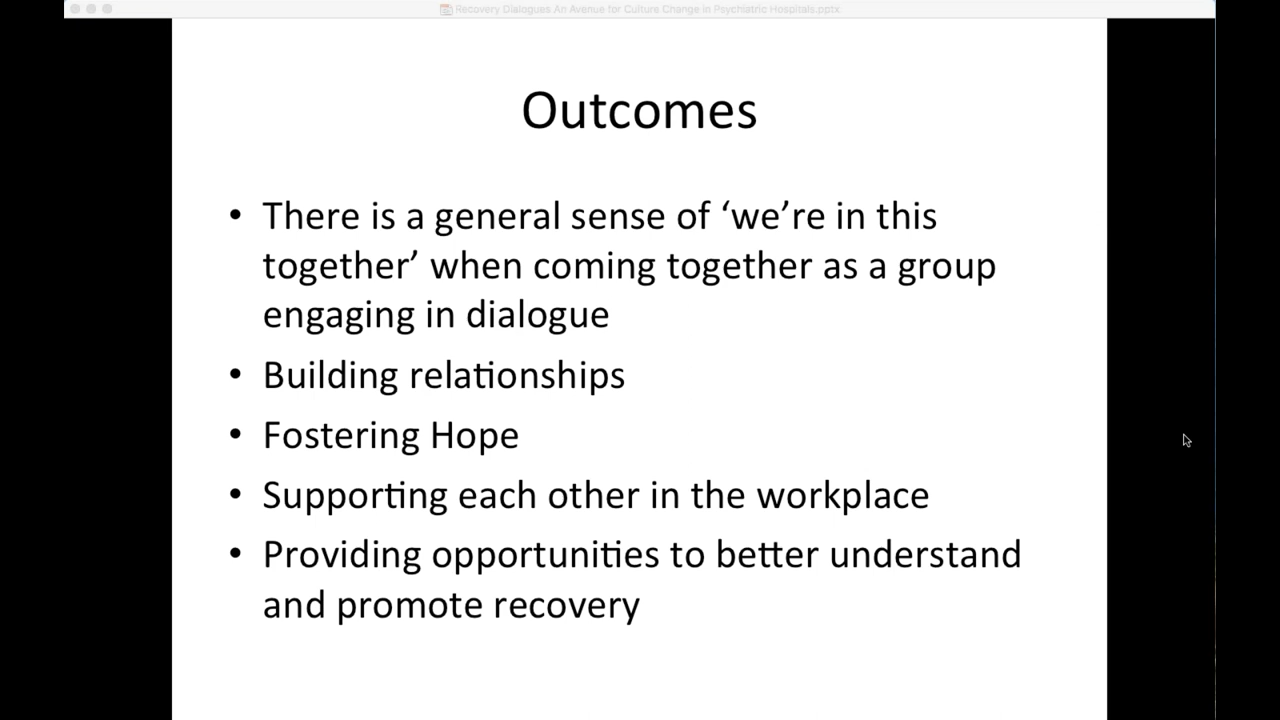 Recovery Dialogues An Avenue for Culture Change in Psychiatric Hospitals.pptx
Outcomes
• There is a general sense of ‘we’re in this
together’ when coming together as a group
engaging in dialogue
• Building relationships
• Fostering Hope
• Supporting each other in the workplace
• Providing opportunities to better understand
and promote recovery